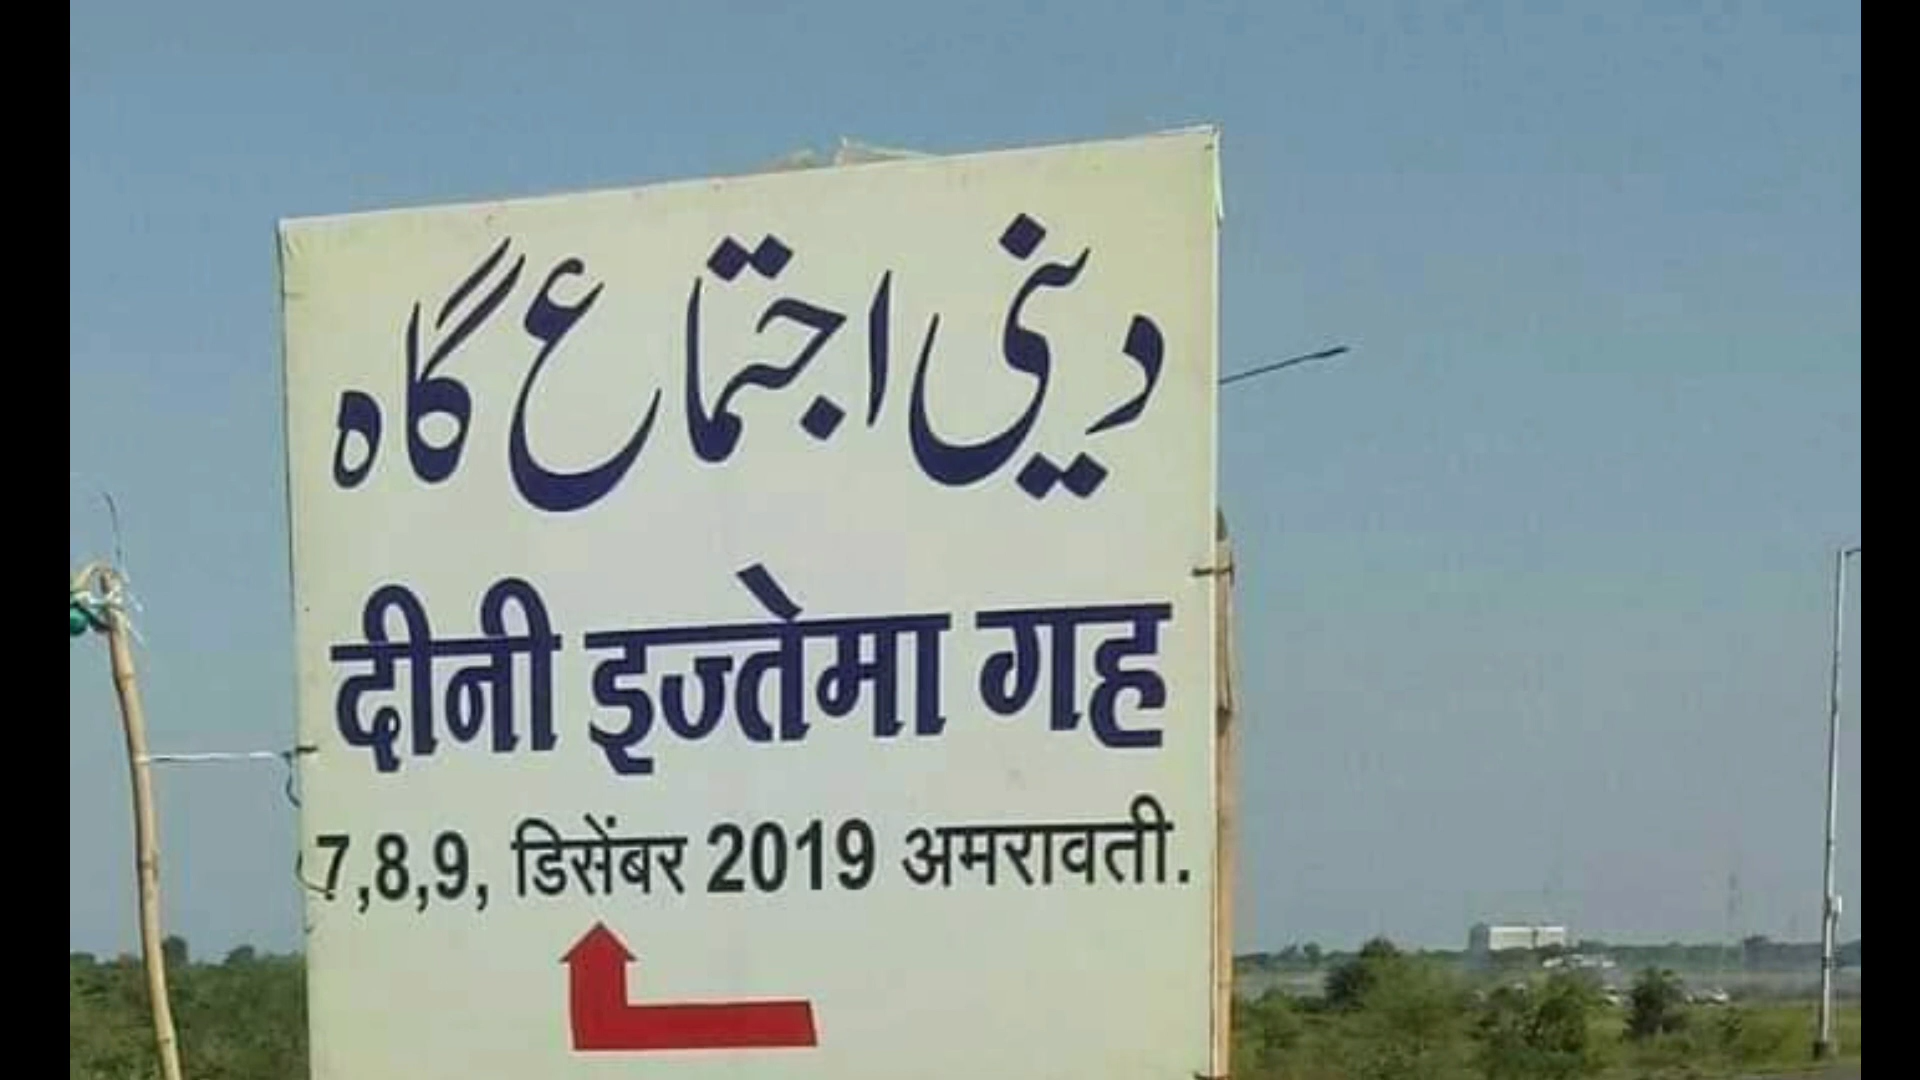 دینی اجتماع گاہ
दीनी इज्तेमा गह
7,8,9, डिसेंबर 2019 अमरावती.